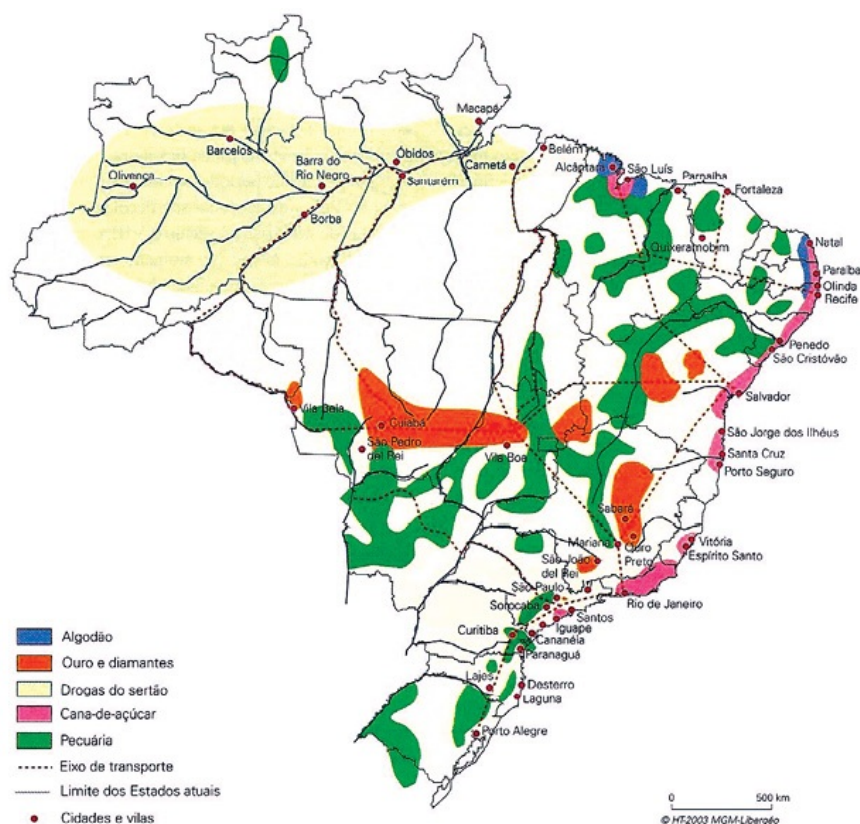 Macapá
Barcelos
Olivença
Barra do
Rio Negro
Óbidos
Santarém
Borba
Cametá
Belém
Alcântara
São Luís
Parnaíba
Fortaleza
Quixeramobim
Natal
Paraíba
Olinda
Recife
Penedo
São Cristóvão
Salvador
Vila Bela
Cuiabá
São Pedro
del Rei
Vila Boa
São Jorge dos Ilhéus
Santa Cruz
Porto Seguro
Sabará
Mariana
Ouro
Preto
Vitória
Espírito Santo
São João
del Rei
São Paulo
Rio de Janeiro
Sorocaba
Santos
Iguape
Curitiba
Cananéia
Paranaguá
Lajes
Desterro
Laguna
Porto Alegre
Algodão
Ouro e diamantes
Drogas do sertão
Cana-de-açúcar
Pecuária
Eixo de transporte
Limite dos Estados atuais
Cidades e vilas
0 500 km
© HT-2003 MGM-Libergéo